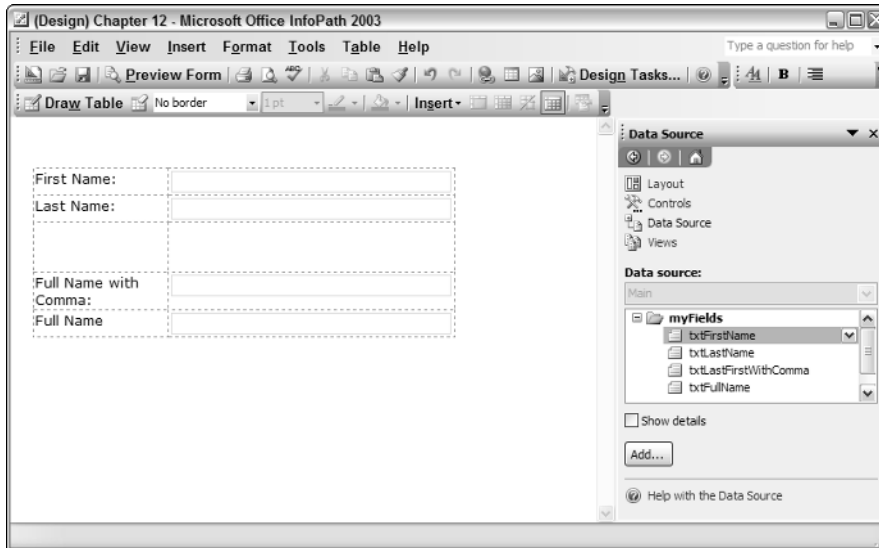 (Design) Chapter 12 - Microsoft Office InfoPath 2003
File Edit View Insert Format Tools Table Help
Type a question for help
Preview Form
Design Tasks...
B
Draw Table
No border
1 pt
Insert
Data Source
First Name:
Last Name:
Full Name with
Comma:
Full Name
Layout
Controls
Data Source
Views
Data source:
Main
myFields
txtFirstName
txtLastName
txtLastFirstWithComma
txtFullName
Show details
Add...
Help with the Data Source